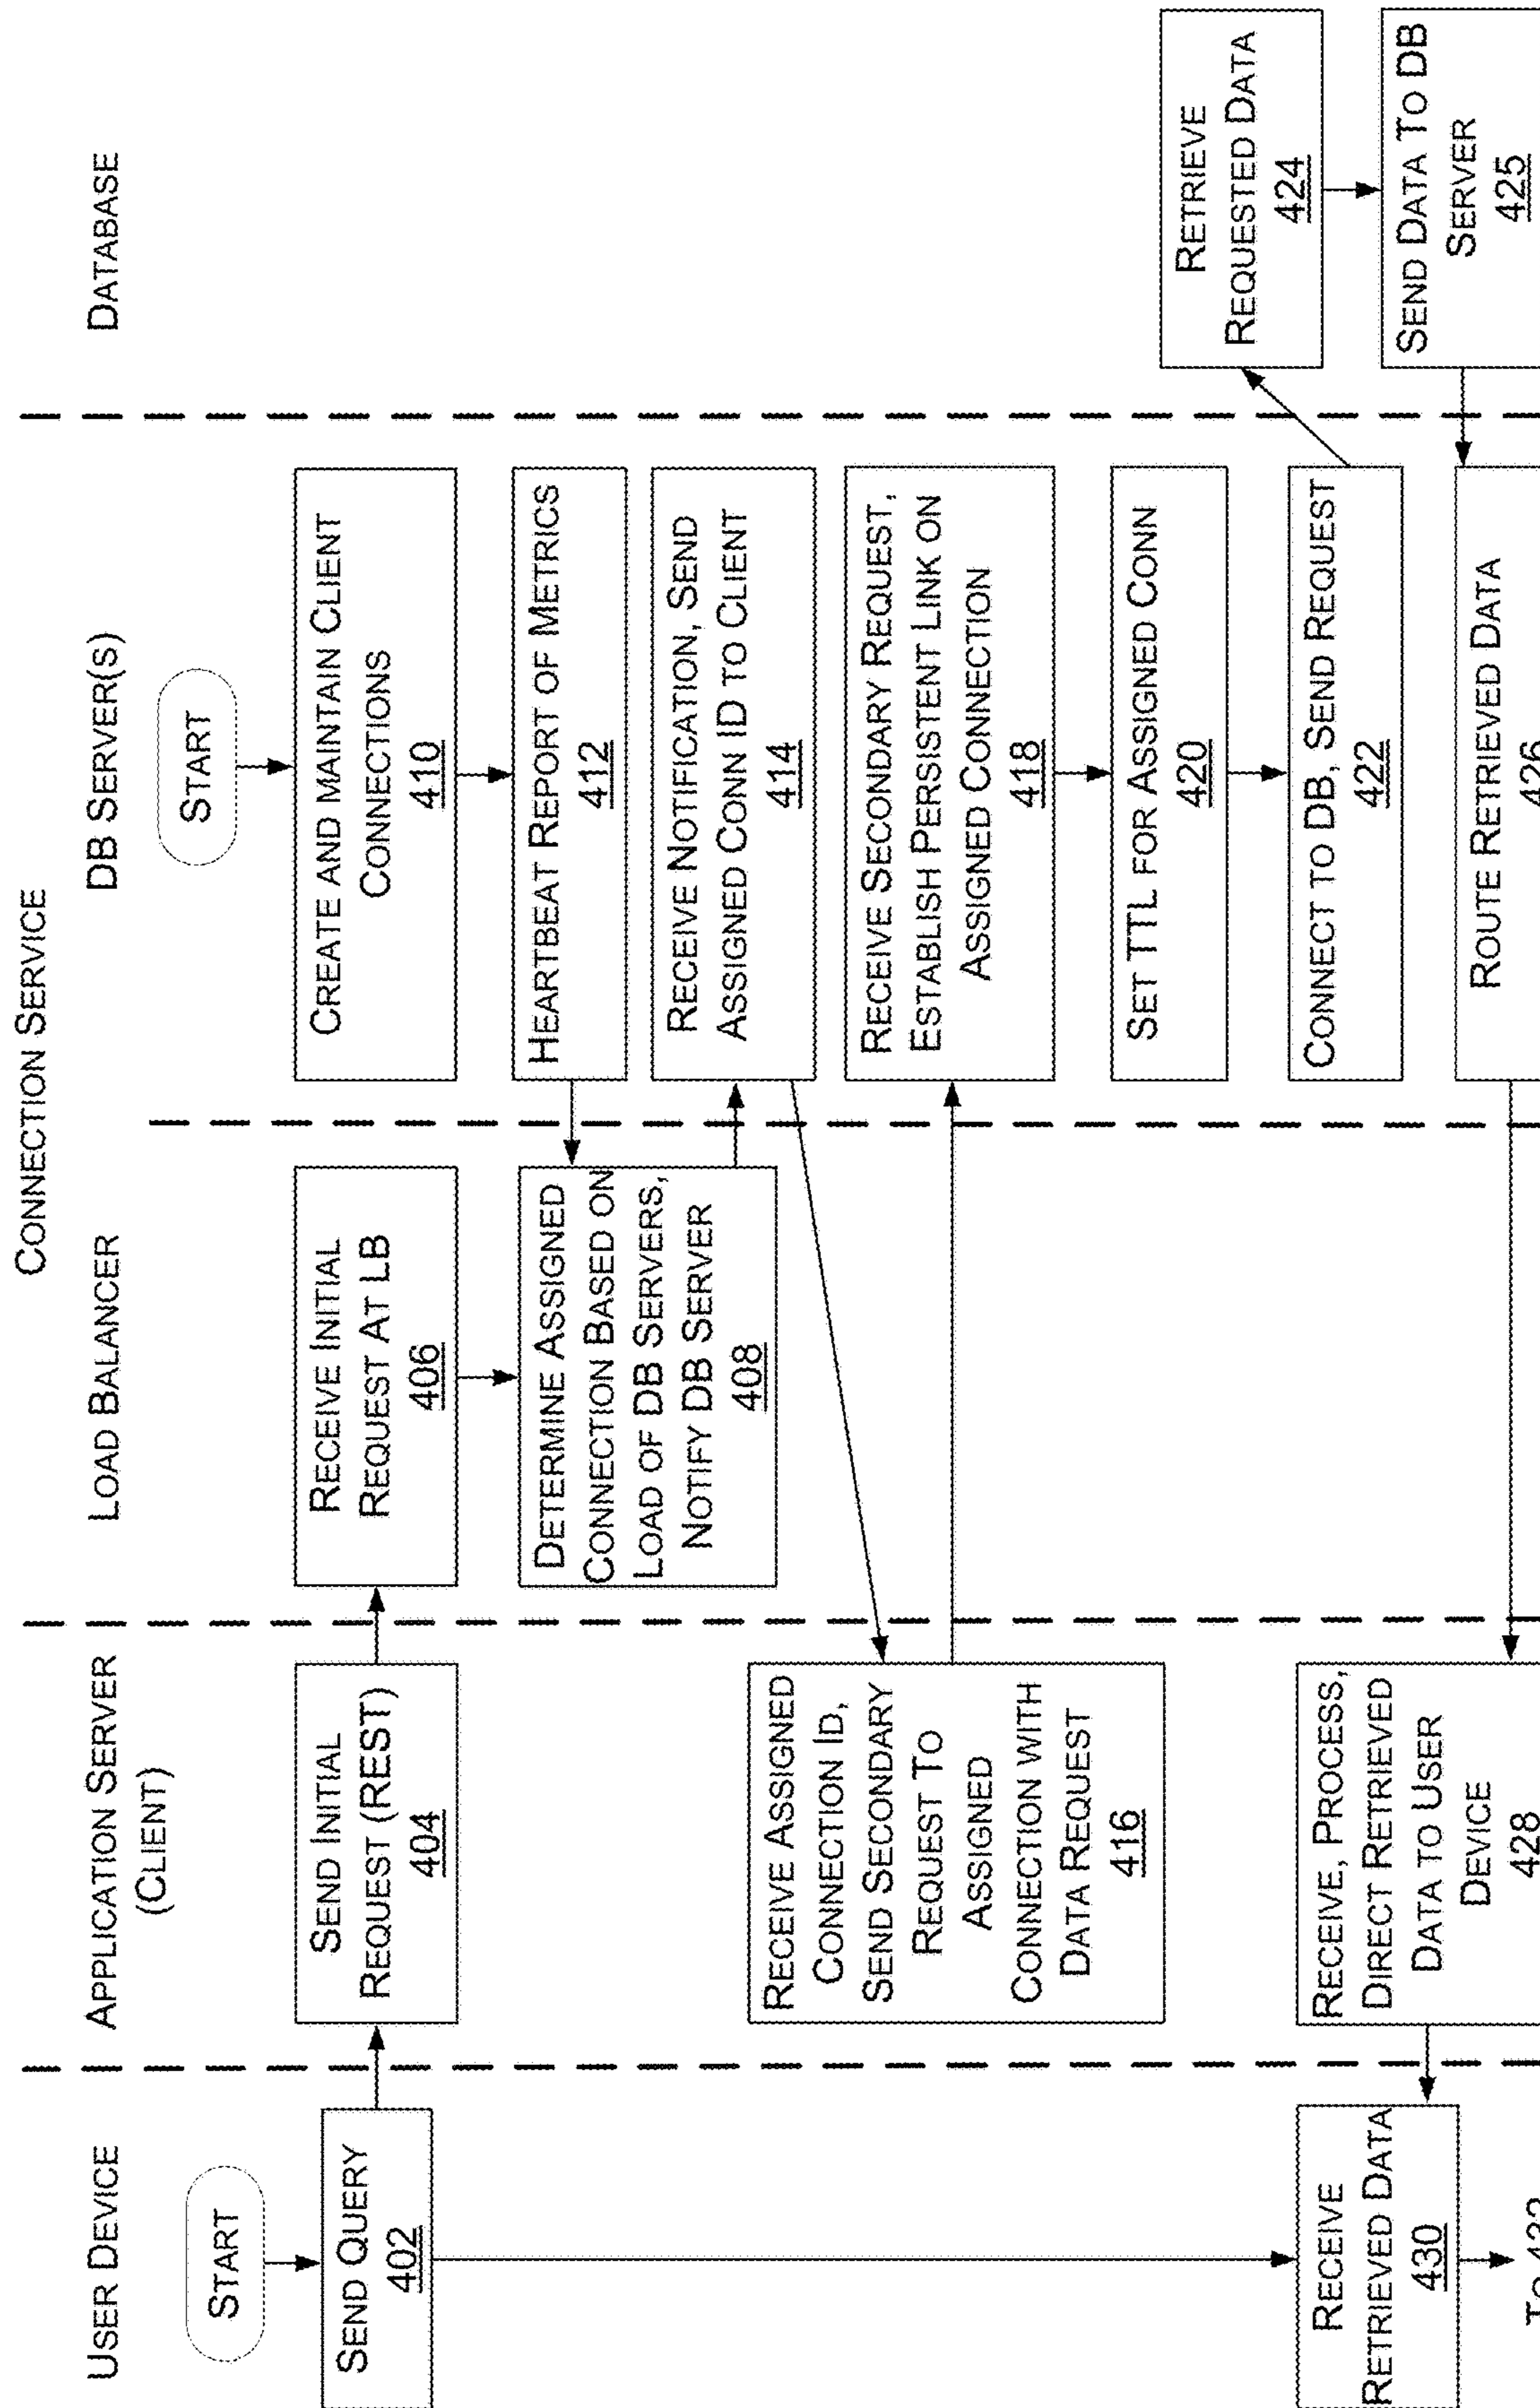 CONNECTION SERVICE
USER DEVICE
APPLICATION SERVER
(CLIENT)
LOAD BALANCER
DB SERVER(S)
DATABASE
START
SEND QUERY
402
SEND INITIAL
REQUEST (REST)
404
RECEIVE INITIAL
REQUEST AT LB
406
DETERMINE ASSIGNED
CONNECTION BASED ON
LOAD OF DB SERVERS,
NOTIFY DB SERVER
408
START
CREATE AND MAINTAIN CLIENT
CONNECTIONS
410
HEARTBEAT REPORT OF METRICS
412
RECEIVE NOTIFICATION, SEND
ASSIGNED CONN ID TO CLIENT
414
RECEIVE ASSIGNED
CONNECTION ID,
SEND SECONDARY
REQUEST TO
ASSIGNED
CONNECTION WITH
DATA REQUEST
416
RECEIVE SECONDARY REQUEST,
ESTABLISH PERSISTENT LINK ON
ASSIGNED CONNECTION
418
SET TTL FOR ASSIGNED CONN
420
CONNECT TO DB, SEND REQUEST
422
RETRIEVE
REQUESTED DATA
424
SEND DATA TO DB
SERVER
425
ROUTE RETRIEVED DATA
426
RECEIVE, PROCESS,
DIRECT RETRIEVED
DATA TO USER
DEVICE
428
RECEIVE
RETRIEVED DATA
430
TO 432